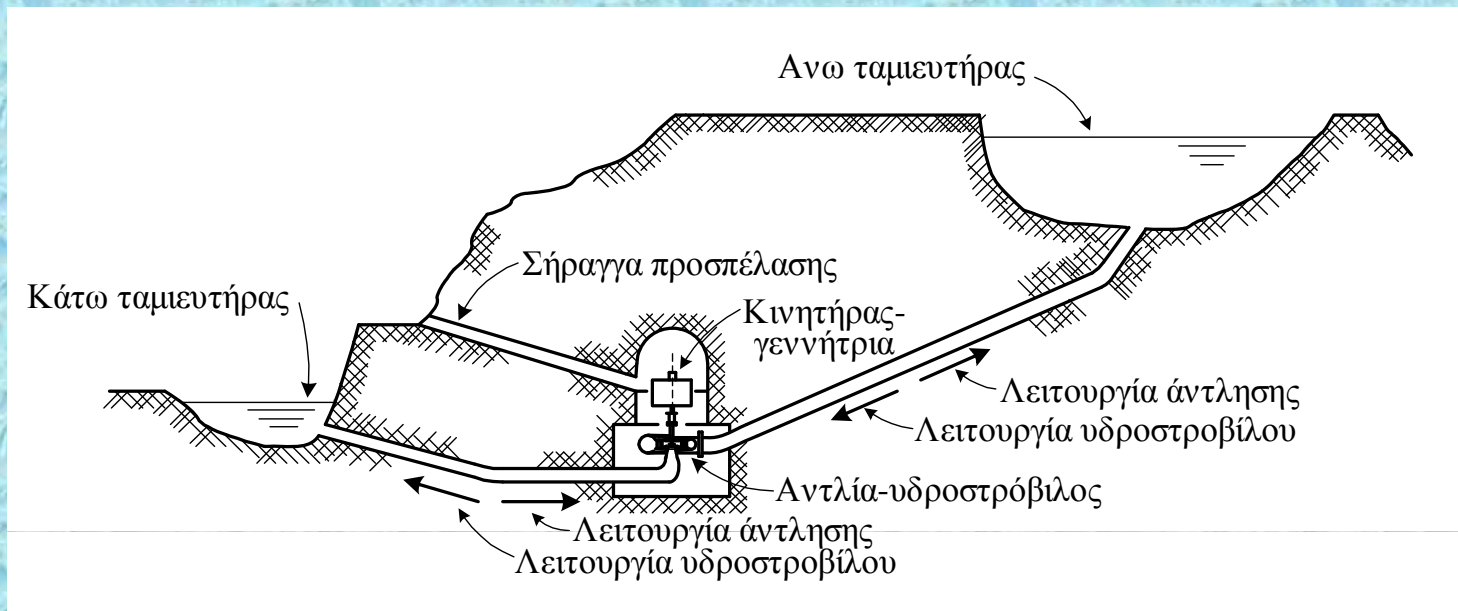 Ανω ταμιευτήρας
Σήραγγα προσπέλασης
Κάτω ταμιευτήρας
Κινητήρας-
γεννήτρια
Λειτουργία άντλησης
Λειτουργία υδροστροβίλου
Αντλία-υδροστρόβιλος
Λειτουργία άντλησης
Λειτουργία υδροστροβίλου